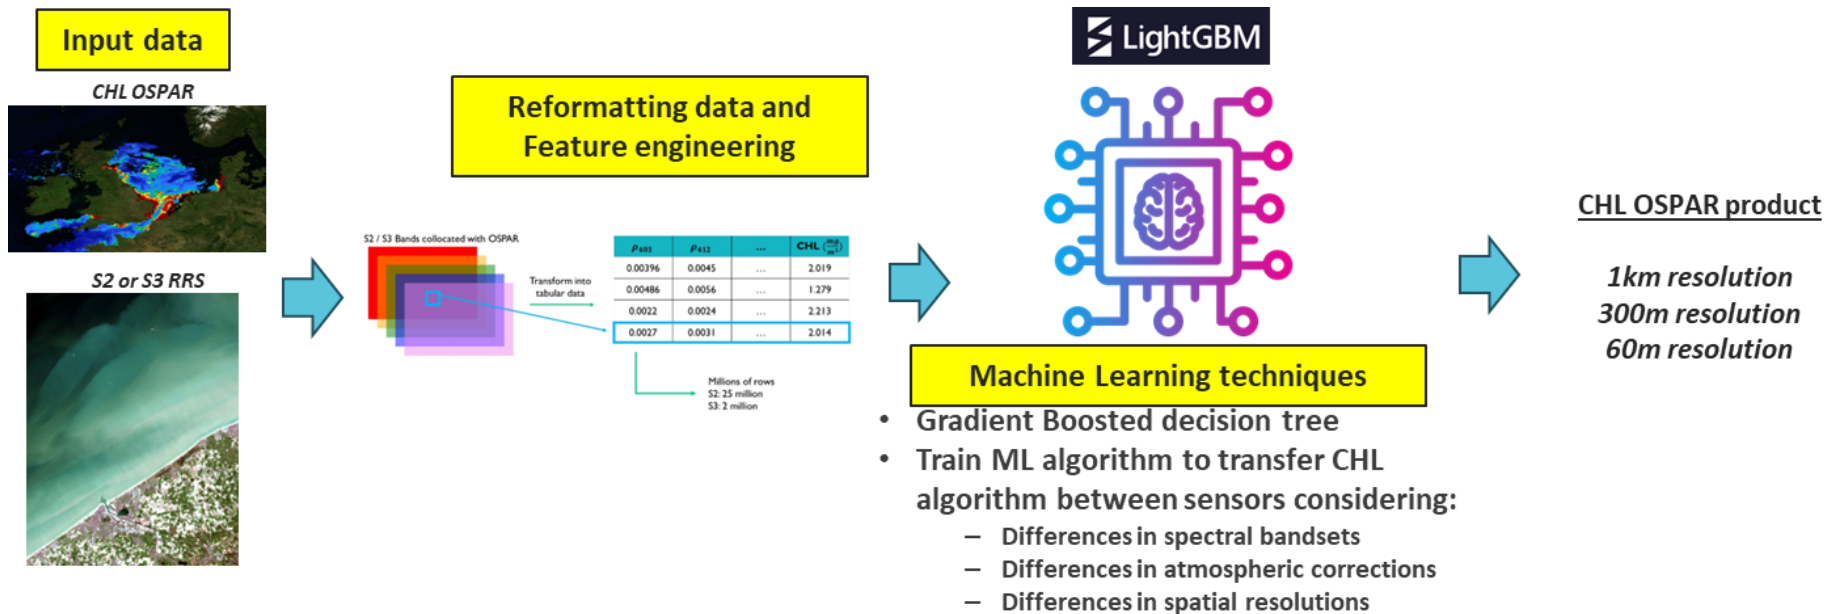 Input data
CHL OSPAR
S2 or S3 RRS
Reformatting data and
Feature engineering
S2 / S3 Bands collocated with OSPAR
Transform into
tabular data
ρ403 ρ412 ... CHL
0.00396 0.0045 ... 2.019
0.00486 0.0056 ... 1.279
0.0022 0.0024 ... 2.213
0.0027 0.0031 ... 2.014
Millions of rows
S2: 25 million
S3: 2 million
LightGBM
Machine Learning techniques
• Gradient Boosted decision tree
• Train ML algorithm to transfer CHL
algorithm between sensors considering:
– Differences in spectral bandsets
– Differences in atmospheric corrections
– Differences in spatial resolutions
CHL OSPAR product
1km resolution
300m resolution
60m resolution